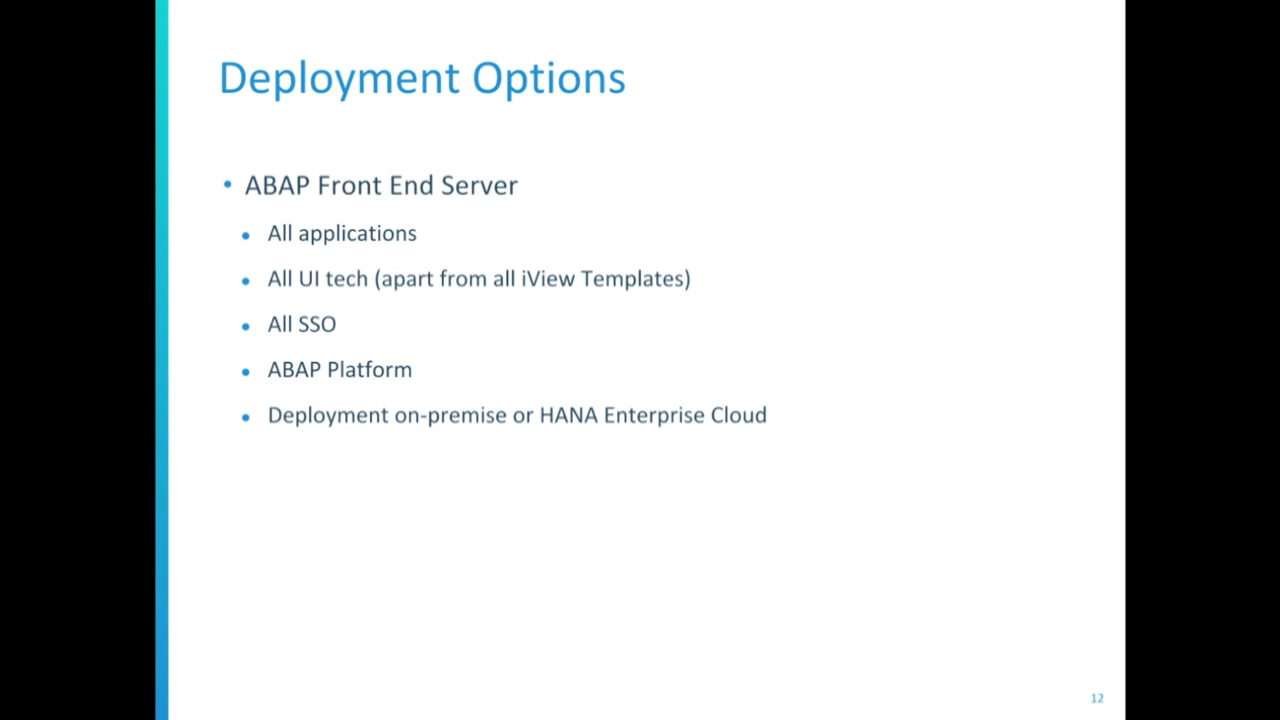 Deployment Options
• ABAP Front End Server
• All applications
• All UI tech (apart from all iView Templates)
• All SSO
• ABAP Platform
• Deployment on-premise or HANA Enterprise Cloud
12